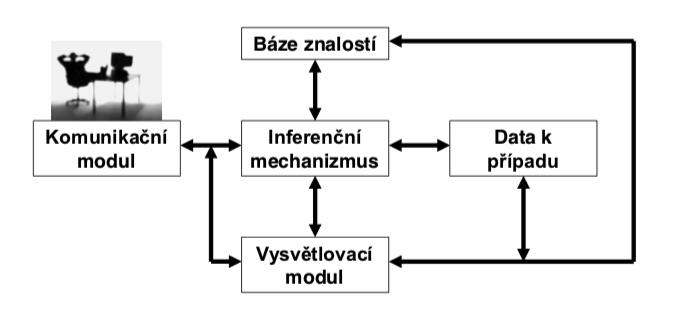 Báze znalostí
Komunikační
modul
Inferenční
mechanizmus
Data k
případu
Vysvětlovací
modul